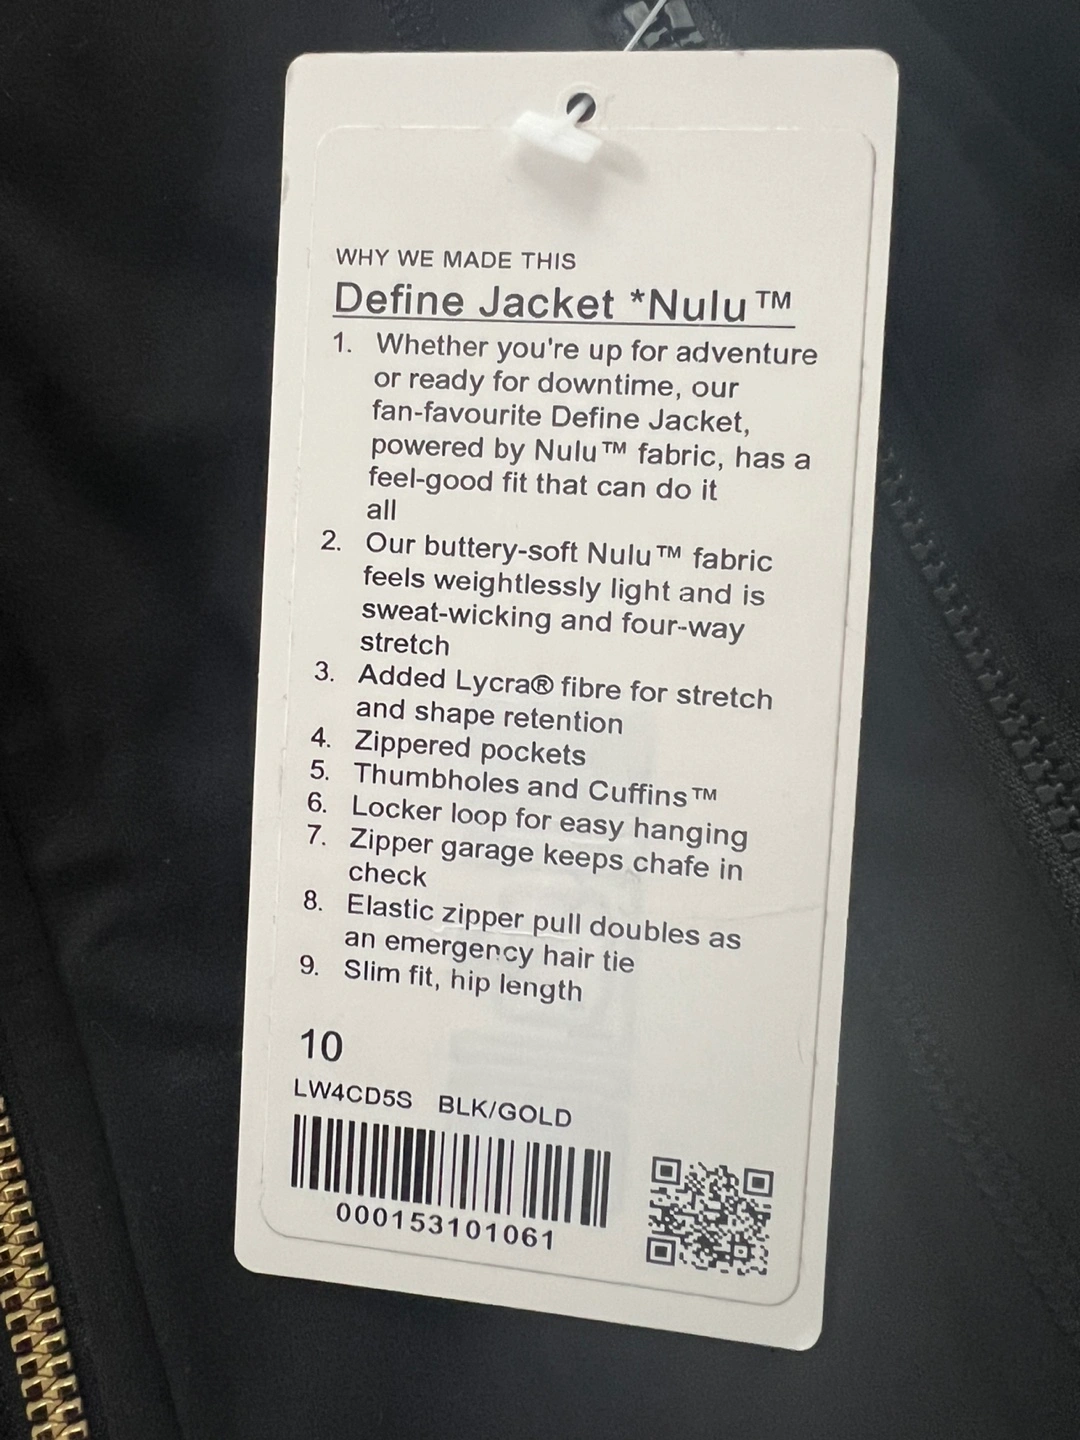 WHY WE MADE THIS
Define Jacket *Nulu™
1. Whether you're up for adventure
or ready for downtime, our
fan-favourite Define Jacket,
powered by Nulu™ fabric, has a
feel-good fit that can do it
all
2. Our buttery-soft Nulu™ fabric
feels weightlessly light and is
sweat-wicking and four-way
stretch
3. Added Lycra® fibre for stretch
and shape retention
4. Zippered pockets
5. Thumbholes and Cuffins™
6. Locker loop for easy hanging
7. Zipper garage keeps chafe in
check
8. Elastic zipper pull doubles as
an emergency hair tie
9. Slim fit, hip length
10
LW4CD5S BLK/GOLD
000153101061